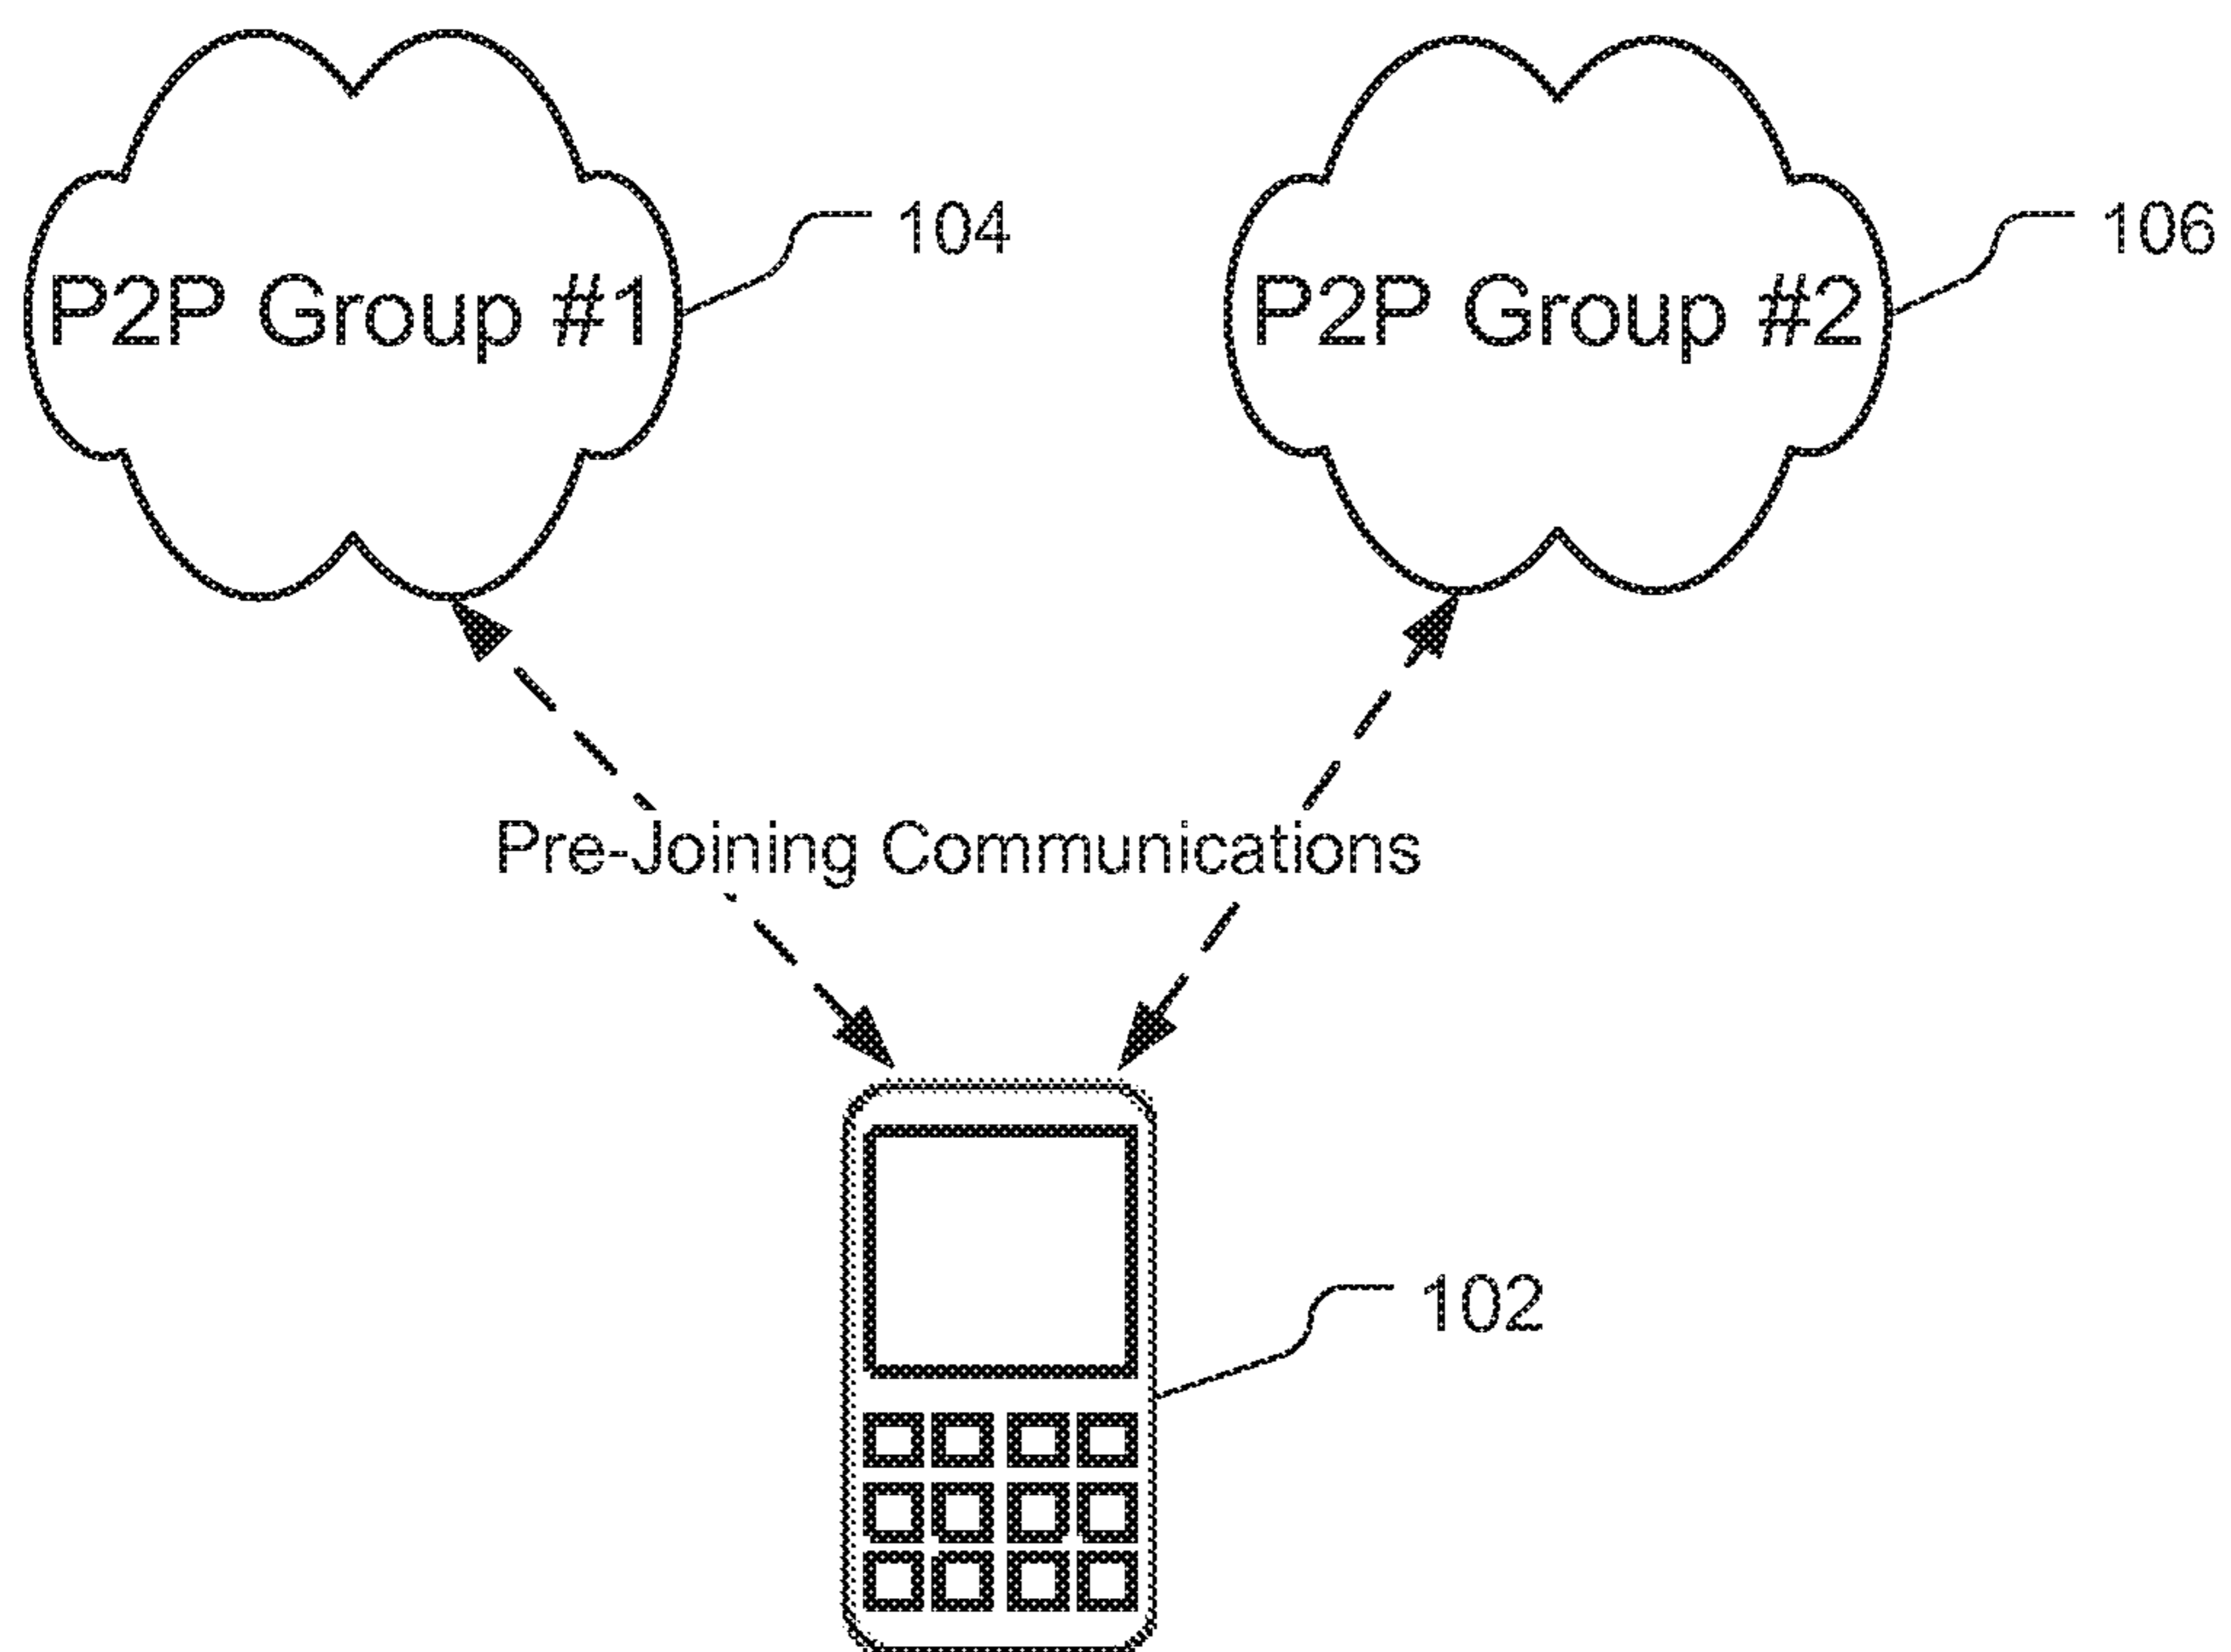 104
106
P2P Group #1
P2P Group #2
Pre-Joining Communications
102